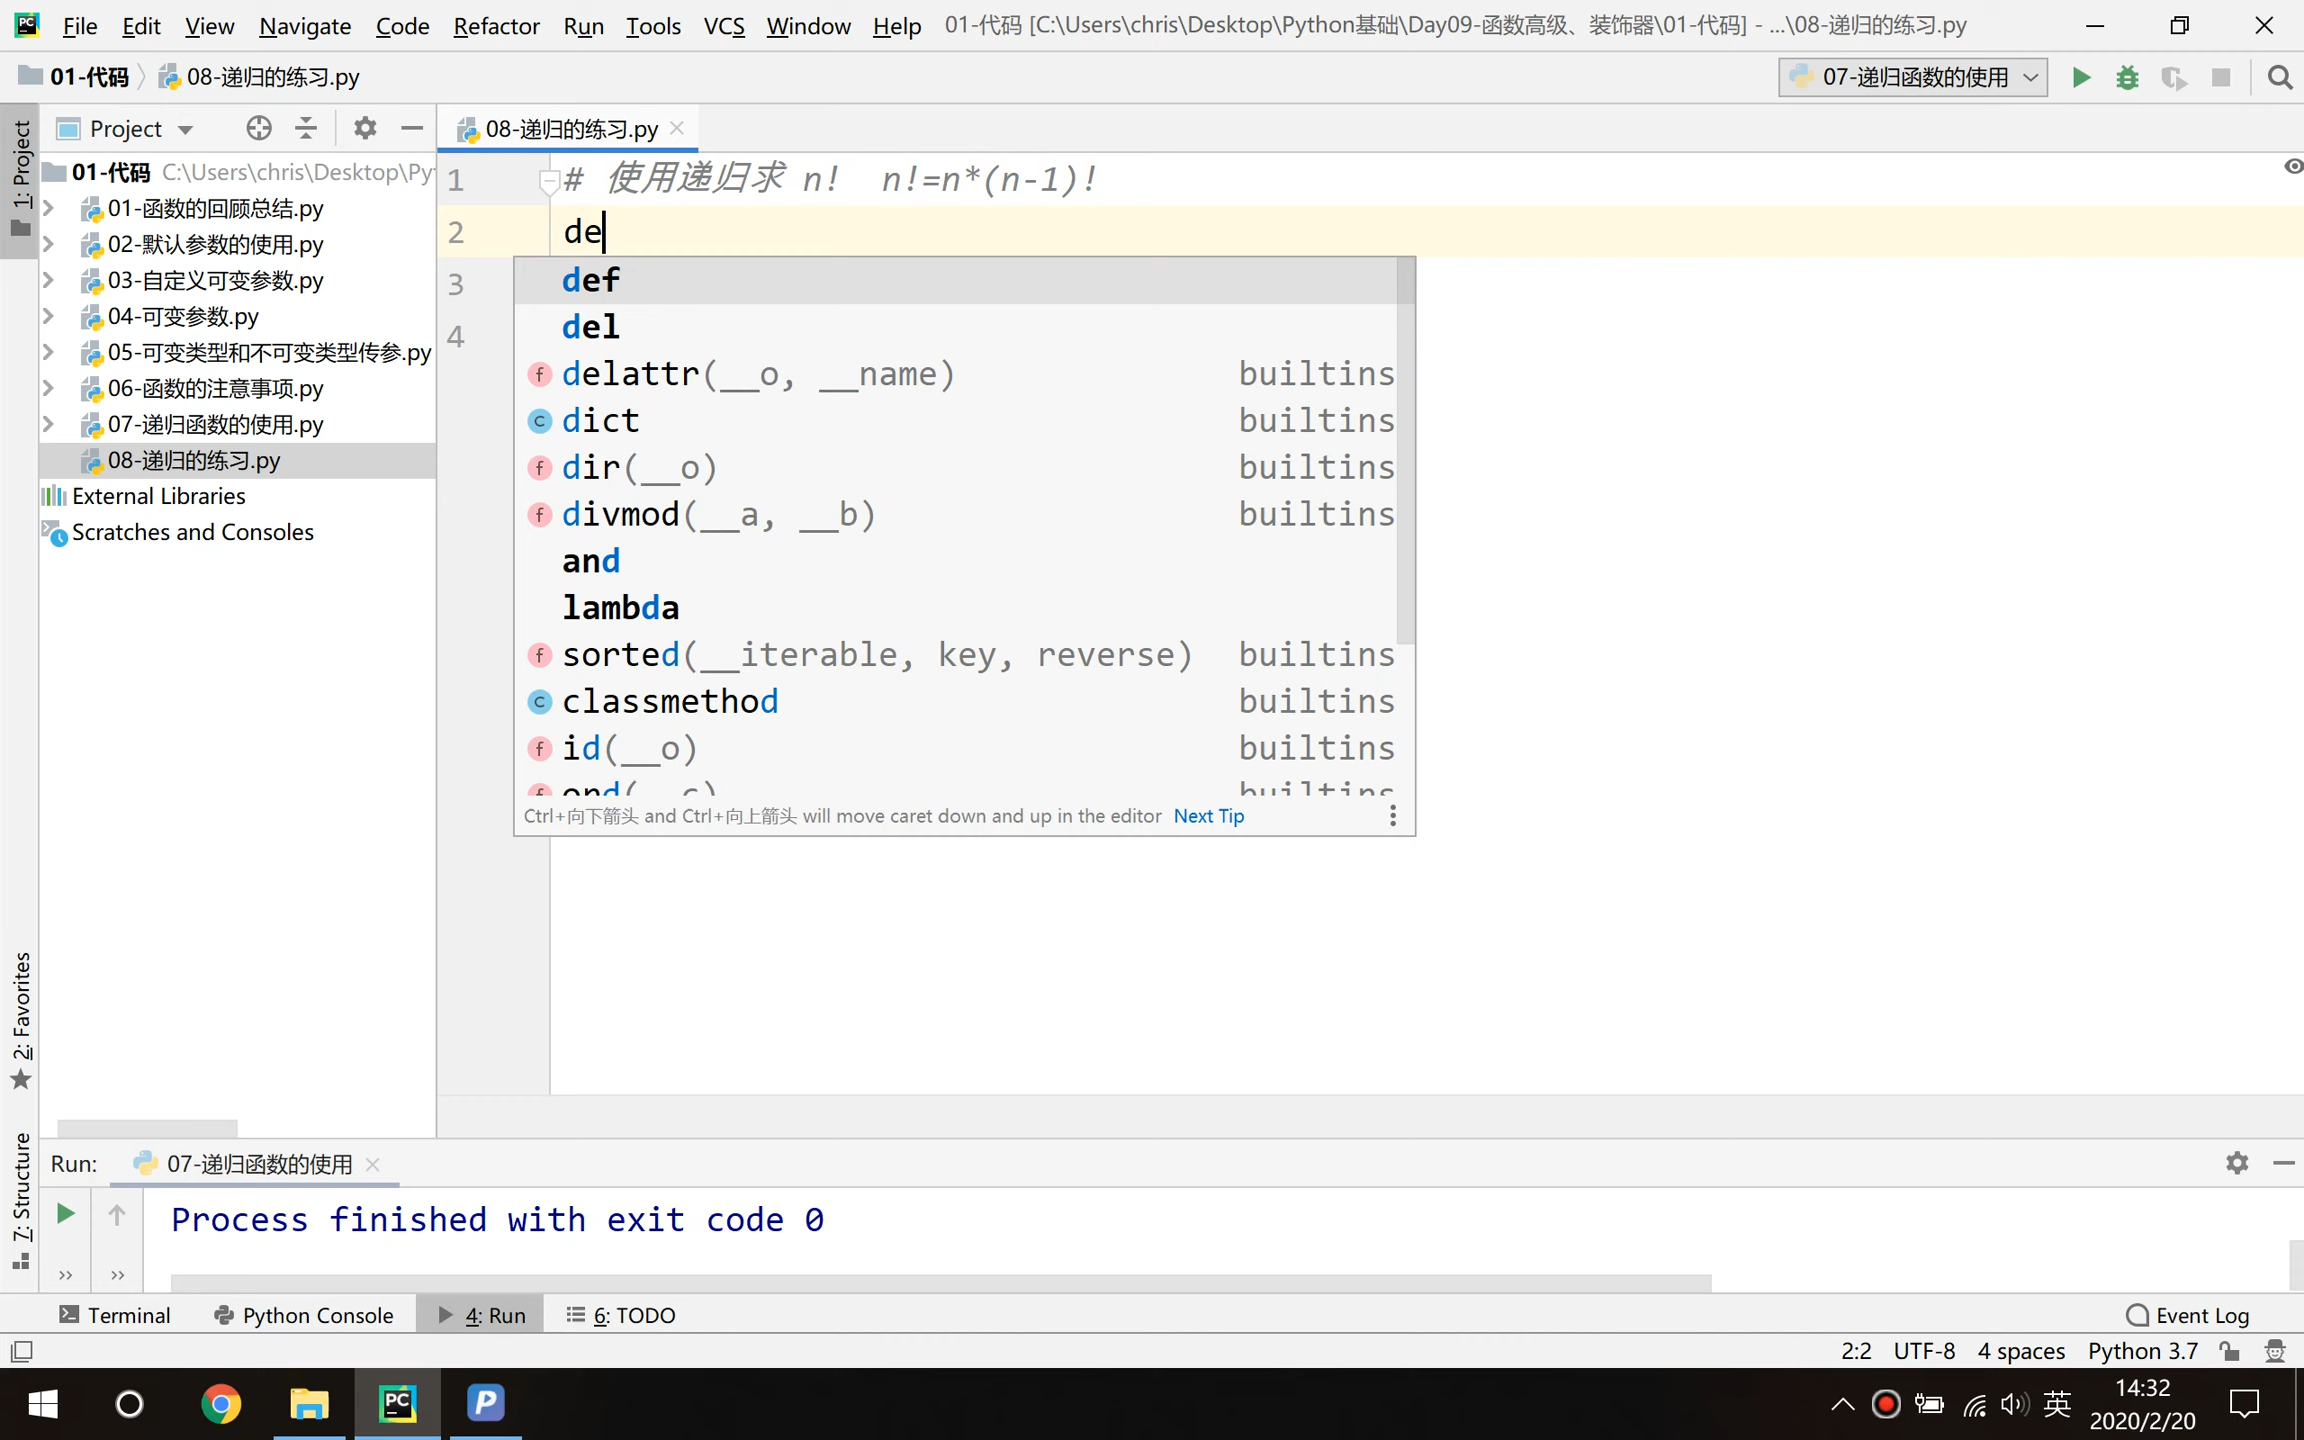 File Edit View Navigate Code Refactor Run Tools VCS Window Help 01-代码 [C:\Users\chris\Desktop\Python基础\Day09-函数高级、装饰器\01-代码] - ...\08-递归的练习.py
01-代码 08-递归的练习.py
07-递归函数的使用
1: Project
Project
08-递归的练习.py
01-代码 C:\Users\chris\Desktop\Py
01-函数的回顾总结.py
02-默认参数的使用.py
03-自定义可变参数.py
04-可变参数.py
05-可变类型和不可变类型传参.py
06-函数的注意事项.py
07-递归函数的使用.py
08-递归的练习.py
External Libraries
Scratches and Consoles
1 # 使用递归求 n! n!=n*(n-1)!
2 de
3
4
def
del
delattr(__o, __name) builtins
dict builtins
dir(__o) builtins
divmod(__a, __b) builtins
and
lambda
sorted(__iterable, key, reverse) builtins
classmethod builtins
id(__o) builtins
ord(__c) builtins
Ctrl+向下箭头 and Ctrl+向上箭头 will move caret down and up in the editor Next Tip
2: Favorites
7: Structure
Run: 07-递归函数的使用
Process finished with exit code 0
Terminal Python Console 4: Run 6: TODO Event Log
2:2 UTF-8 4 spaces Python 3.7
英
14:32
2020/2/20